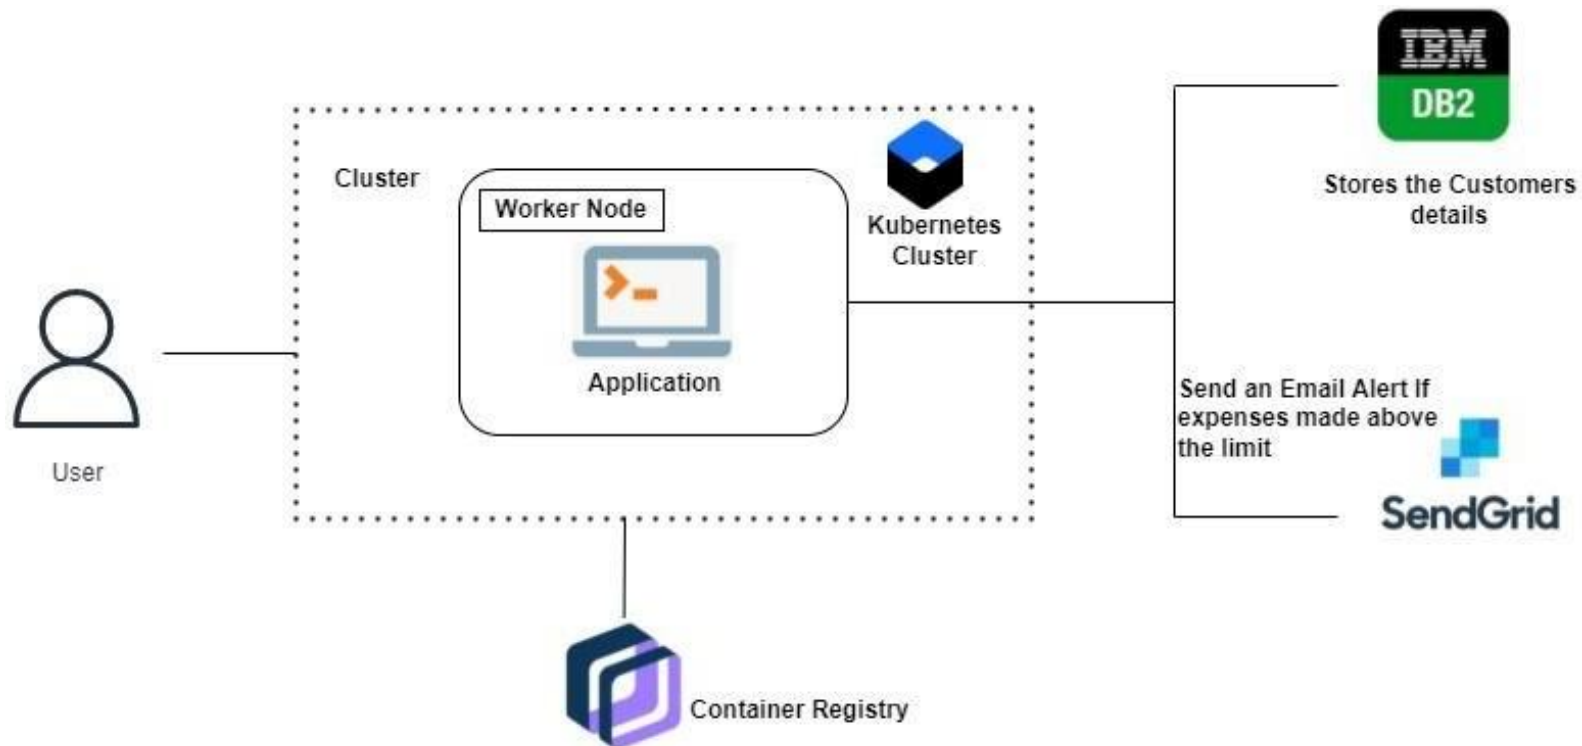 IBM
DB2
Stores the Customers
details
Cluster
Worker Node
Kubernetes
Cluster
Application
User
Send an Email Alert If
expenses made above
the limit
SendGrid
Container Registry